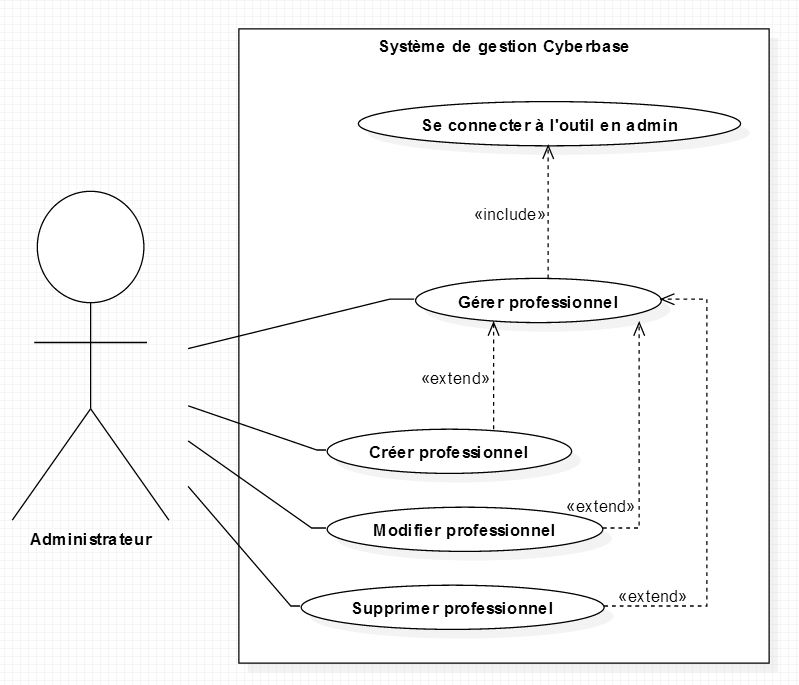 Système de gestion Cyberbase
Se connecter à l'outil en admin
«include»
Gérer professionnel
«extend»
Créer professionnel
«extend»
Modifier professionnel
Administrateur
«extend»
Supprimer professionnel